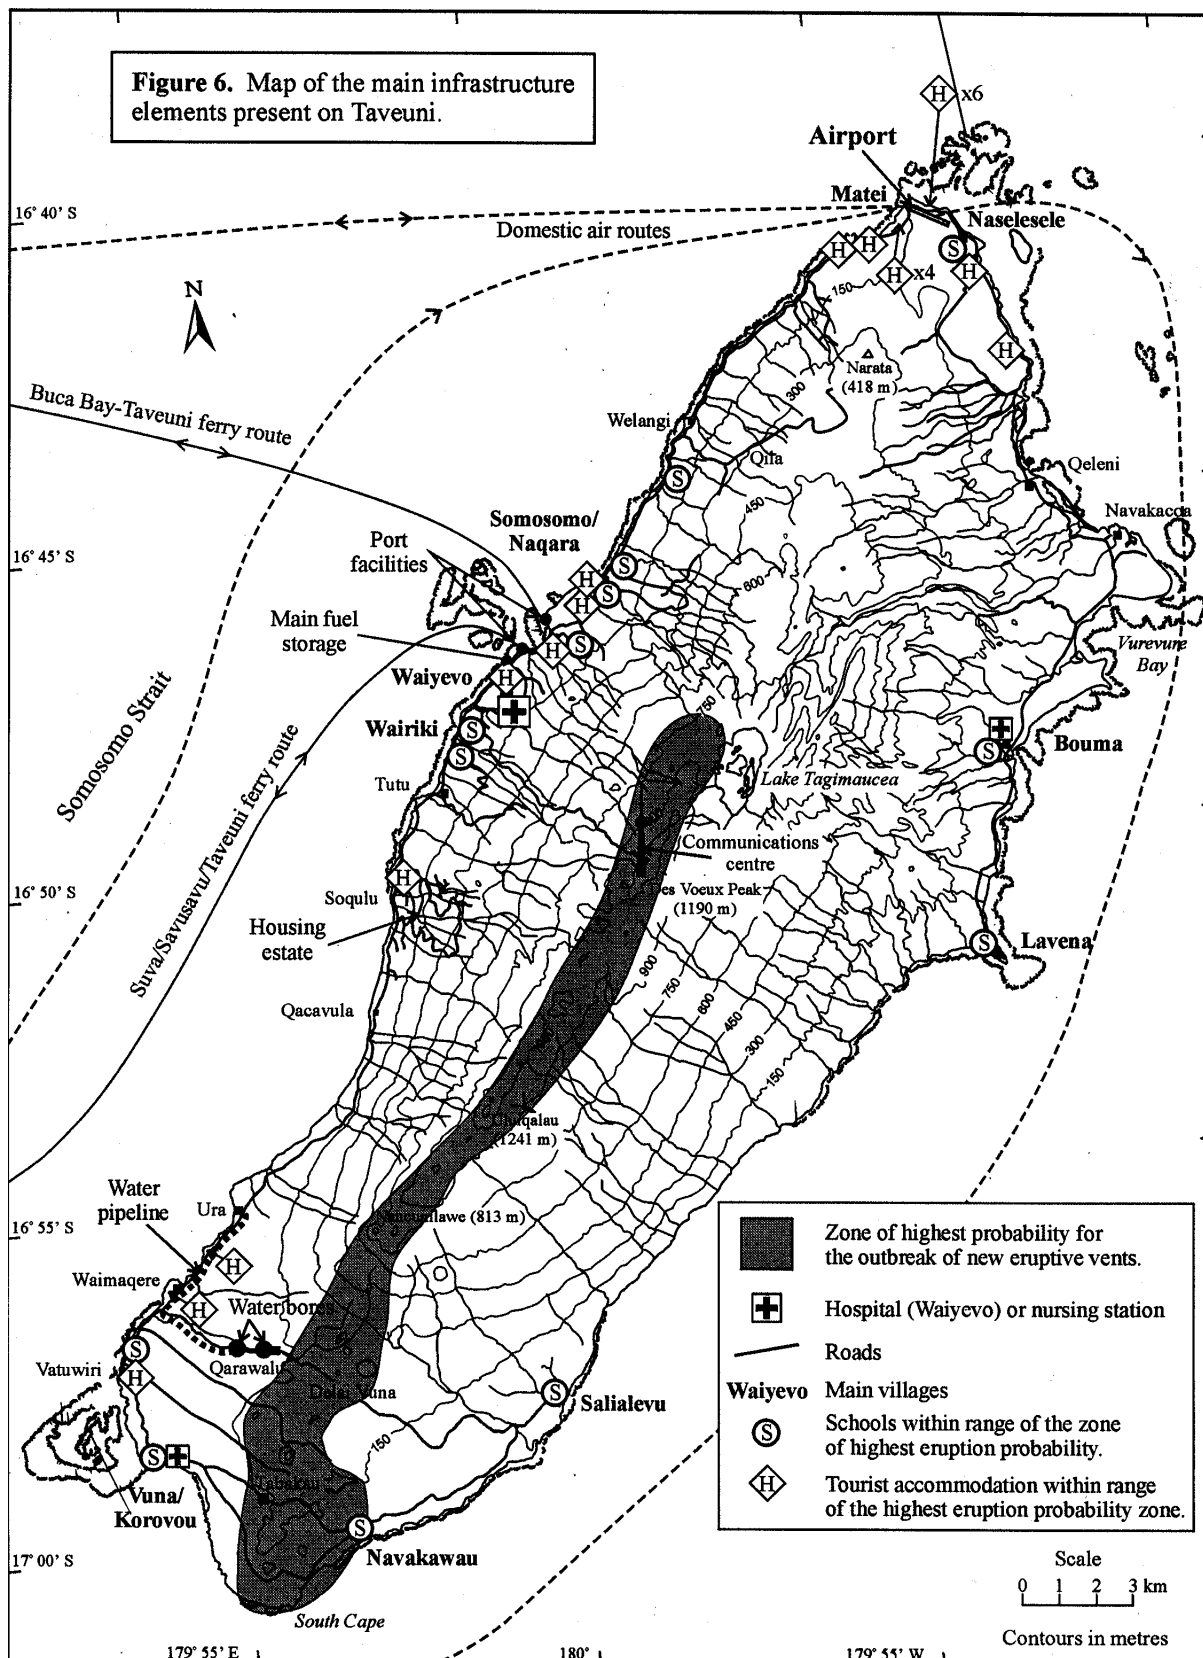 Figure 6. Map of the main infrastructure
elements present on Taveuni.
H x6
Airport
Matei
16° 40' S
Domestic air routes
Naselesele
S
H
H
H x4
H
150
N
H
Narata
(418 m)
300
Buca Bay-Taveuni ferry route
Welangi
Qila
Qeleni
S
450
Navakacoa
Somosomo/
Naqara
Port
facilities
16° 45' S
S
H
600
S
H
Main fuel
storage
S
H
Vurevure
Bay
Waiyevo
H
750
Somosomo Strait
Wairiki
S
S
S
Bouma
Lake Tagimaucea
Tutu
Suva/Savusavu/Taveuni ferry route
Communications
centre
16° 50' S
H
Soqulu
Des Voeux Peak
(1190 m)
Housing
estate
S
Lavena
900
750
600
450
300
150
Qacavula
Uluiqalau
(1241 m)
Water
pipeline
Ura
(813 m)
16° 55' S
H
Waimaqere
H
Water bores
S
Vatuwiri
H
Qarawalu
Delai Vuna
S
Salialevu
150
S
Vuna/
Korovou
Tabakau
S
Navakawau
17° 00' S
South Cape
179° 55' E
180°
179° 55' W
Zone of highest probability for
the outbreak of new eruptive vents.
Hospital (Waiyevo) or nursing station
Roads
Waiyevo Main villages
S Schools within range of the zone
of highest eruption probability.
H Tourist accommodation within range
of the highest eruption probability zone.
Scale
0 1 2 3 km
Contours in metres